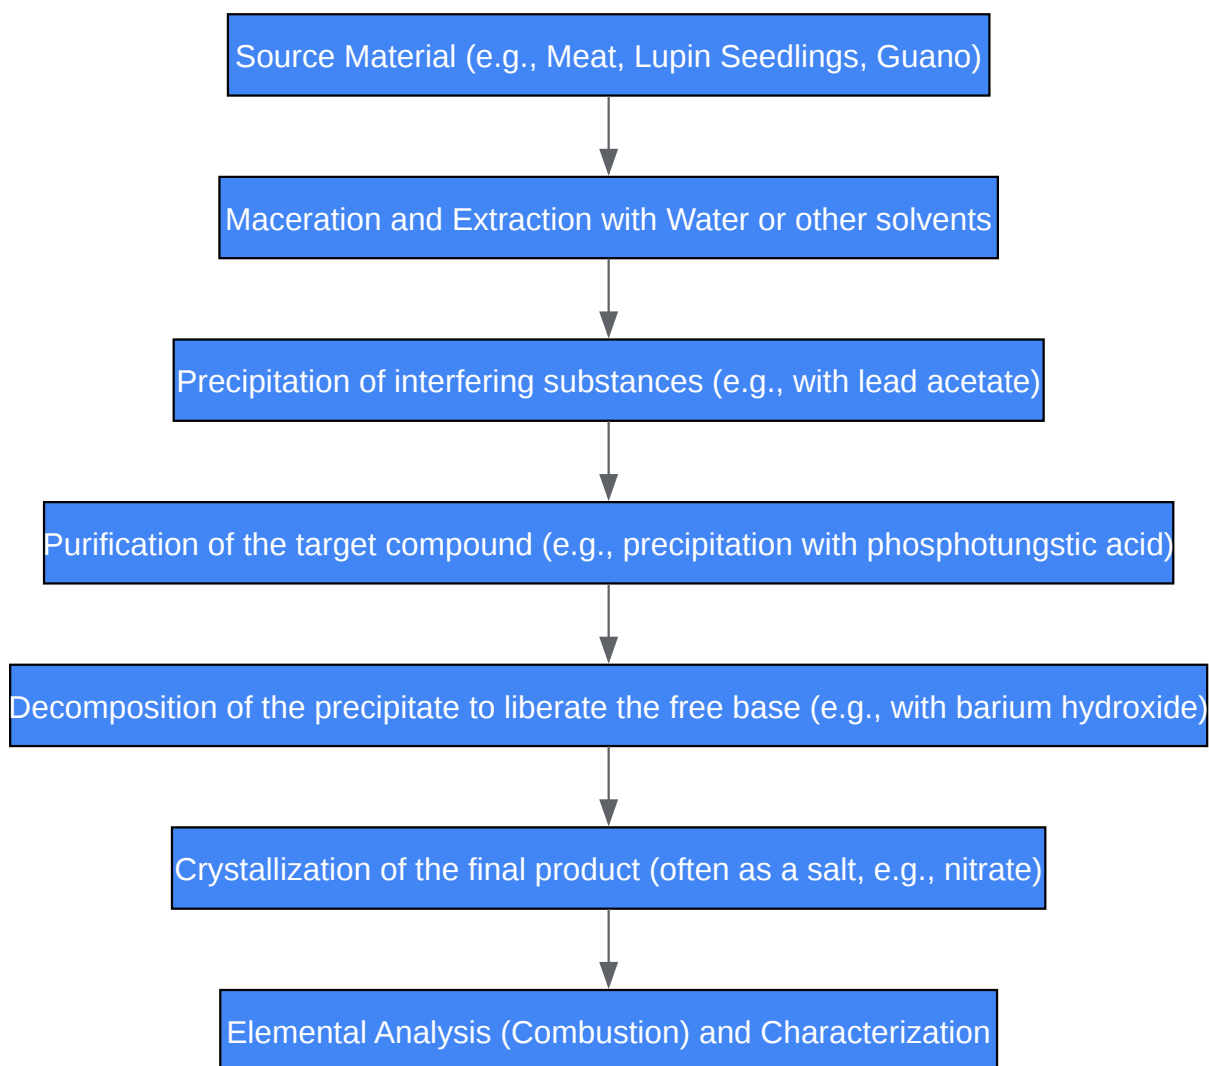 Source Material (e.g., Meat, Lupin Seedlings, Guano)
Maceration and Extraction with Water or other solvents
Precipitation of interfering substances (e.g., with lead acetate)
Purification of the target compound (e.g., precipitation with phosphotungstic acid)
Decomposition of the precipitate to liberate the free base (e.g., with barium hydroxide)
Crystallization of the final product (often as a salt, e.g., nitrate)
Elemental Analysis (Combustion) and Characterization